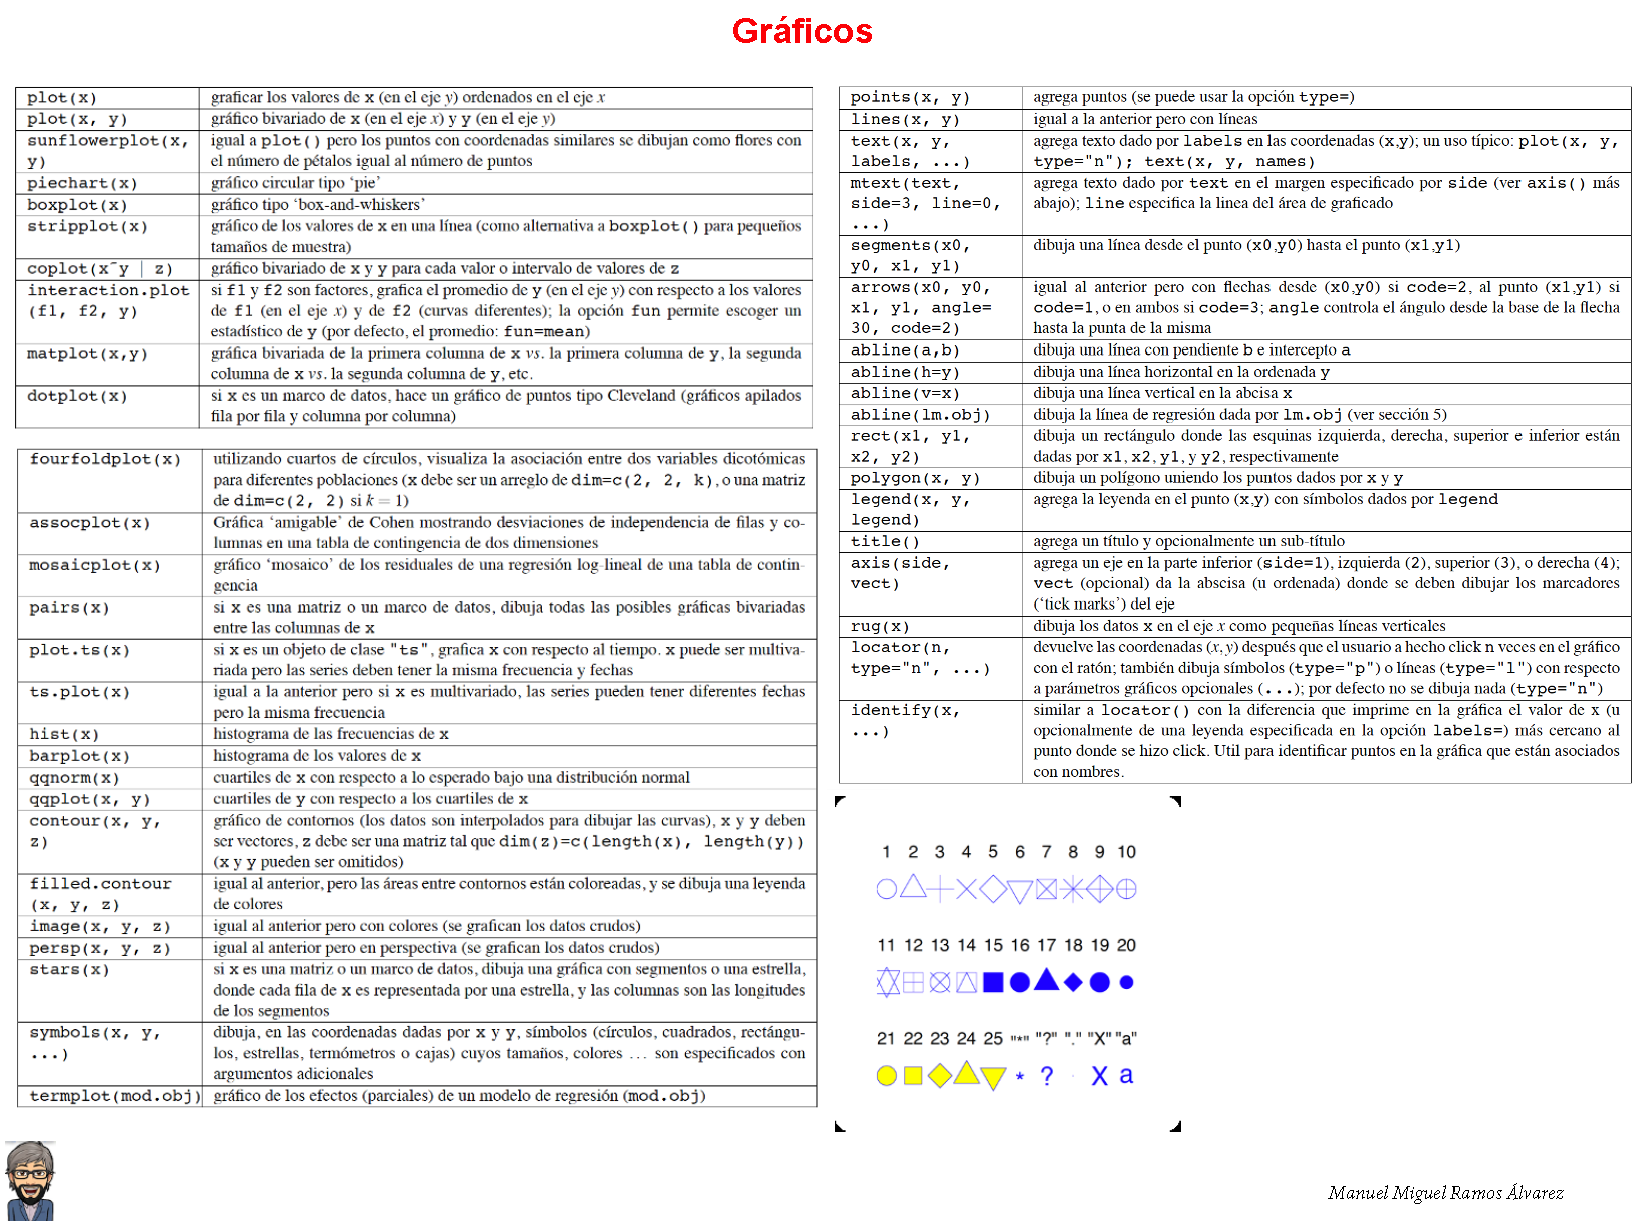 Gráficos
plot(x) graficar los valores de x (en el eje y) ordenados en el eje x
plot(x, y) gráfico bivariado de x (en el eje x) y y (en el eje y)
sunflowerplot(x, igual a plot() pero los puntos con coordenadas similares se dibujan como flores con
y) el número de pétalos igual al número de puntos
piechart(x) gráfico circular tipo ‘pie’
boxplot(x) gráfico tipo ‘box-and-whiskers’
stripplot(x) gráfico de los valores de x en una línea (como alternativa a boxplot() para pequeños
tamaños de muestra)
coplot(x˜y | z) gráfico bivariado de x y y para cada valor o intervalo de valores de z
interaction.plot si f1 y f2 son factores, grafica el promedio de y (en el eje y) con respecto a los valores
(f1, f2, y) de f1 (en el eje x) y de f2 (curvas diferentes); la opción fun permite escoger un
estadístico de y (por defecto, el promedio: fun=mean)
matplot(x,y) gráfica bivariada de la primera columna de x vs. la primera columna de y, la segunda
columna de x vs. la segunda columna de y, etc.
dotplot(x) si x es un marco de datos, hace un gráfico de puntos tipo Cleveland (gráficos apilados
fila por fila y columna por columna)
fourfoldplot(x) utilizando cuartos de círculos, visualiza la asociación entre dos variables dicotómicas
para diferentes poblaciones (x debe ser un arreglo de dim=c(2, 2, k), o una matriz
de dim=c(2, 2) si k = 1)
assocplot(x) Gráfica ‘amigable’ de Cohen mostrando desviaciones de independencia de filas y co-
lumnas en una tabla de contingencia de dos dimensiones
mosaicplot(x) gráfico ‘mosaico’ de los residuales de una regresión log-lineal de una tabla de contin-
gencia
pairs(x) si x es una matriz o un marco de datos, dibuja todas las posibles gráficas bivariadas
entre las columnas de x
plot.ts(x) si x es un objeto de clase "ts", grafica x con respecto al tiempo. x puede ser multiva-
riada pero las series deben tener la misma frecuencia y fechas
ts.plot(x) igual a la anterior pero si x es multivariado, las series pueden tener diferentes fechas
pero la misma frecuencia
hist(x) histograma de las frecuencias de x
barplot(x) histograma de los valores de x
qqnorm(x) cuartiles de x con respecto a lo esperado bajo una distribución normal
qqplot(x, y) cuartiles de y con respecto a los cuartiles de x
contour(x, y, gráfico de contornos (los datos son interpolados para dibujar las curvas), x y y deben
z) ser vectores, z debe ser una matriz tal que dim(z)=c(length(x), length(y))
(x y y pueden ser omitidos)
filled.contour igual al anterior, pero las áreas entre contornos están coloreadas, y se dibuja una leyenda
(x, y, z) de colores
image(x, y, z) igual al anterior pero con colores (se grafican los datos crudos)
persp(x, y, z) igual al anterior pero en perspectiva (se grafican los datos crudos)
stars(x) si x es una matriz o un marco de datos, dibuja una gráfica con segmentos o una estrella,
donde cada fila de x es representada por una estrella, y las columnas son las longitudes
de los segmentos
symbols(x, y, dibuja, en las coordenadas dadas por x y y, símbolos (círculos, cuadrados, rectángu-
...) los, estrellas, termómetros o cajas) cuyos tamaños, colores ... son especificados con
argumentos adicionales
termplot(mod.obj) gráfico de los efectos (parciales) de un modelo de regresión (mod.obj)
points(x, y) agrega puntos (se puede usar la opción type=)
lines(x, y) igual a la anterior pero con líneas
text(x, y, agrega texto dado por labels en las coordenadas (x,y); un uso típico: plot(x, y,
labels, ...) type="n"); text(x, y, names)
mtext(text, agrega texto dado por text en el margen especificado por side (ver axis() más
side=3, line=0, abajo); line especifica la linea del área de graficado
...)
segments(x0, dibuja una línea desde el punto (x0,y0) hasta el punto (x1,y1)
y0, x1, y1)
arrows(x0, y0, igual al anterior pero con flechas desde (x0,y0) si code=2, al punto (x1,y1) si
x1, y1, angle= code=1, o en ambos si code=3; angle controla el ángulo desde la base de la flecha
30, code=2) hasta la punta de la misma
abline(a,b) dibuja una línea con pendiente b e intercepto a
abline(h=y) dibuja una línea horizontal en la ordenada y
abline(v=x) dibuja una línea vertical en la abcisa x
abline(lm.obj) dibuja la línea de regresión dada por lm.obj (ver sección 5)
rect(x1, y1, dibuja un rectángulo donde las esquinas izquierda, derecha, superior e inferior están
x2, y2) dadas por x1, x2, y1, y y2, respectivamente
polygon(x, y) dibuja un polígono uniendo los puntos dados por x y y
legend(x, y, agrega la leyenda en el punto (x,y) con símbolos dados por legend
legend)
title() agrega un título y opcionalmente un sub-título
axis(side, agrega un eje en la parte inferior (side=1), izquierda (2), superior (3), o derecha (4);
vect) vect (opcional) da la abscisa (u ordenada) donde se deben dibujar los marcadores
(‘tick marks’) del eje
rug(x) dibuja los datos x en el eje x como pequeñas líneas verticales
locator(n, devuelve las coordenadas (x, y) después que el usuario a hecho click n veces en el gráfico
type="n", ...) con el ratón; también dibuja símbolos (type="p") o líneas (type="l") con respecto
a parámetros gráficos opcionales (...); por defecto no se dibuja nada (type="n")
identify(x, similar a locator() con la diferencia que imprime en la gráfica el valor de x (u
...) opcionalmente de una leyenda especificada en la opción labels=) más cercano al
punto donde se hizo click. Util para identificar puntos en la gráfica que están asociados
con nombres.
1 2 3 4 5 6 7 8 9 10
11 12 13 14 15 16 17 18 19 20
21 22 23 24 25 "*" "?" "." "X" "a"
* ? . X a
Manuel Miguel Ramos Álvarez